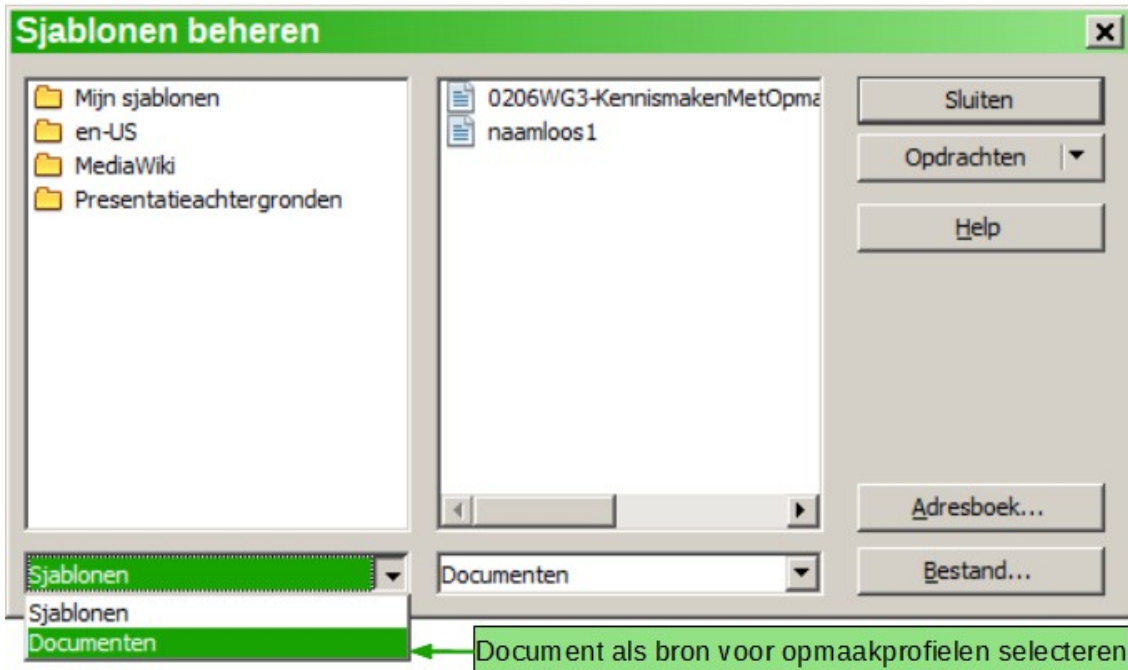 Sjablonen beheren
Mijn sjablonen
en-US
MediaWiki
Presentatieachtergronden
0206WG3-KennismakenMetOpma
naamloos1
Sluiten
Opdrachten
Help
Adresboek...
Bestand...
Sjablonen
Documenten
Sjablonen
Documenten
Document als bron voor opmaakprofielen selecteren